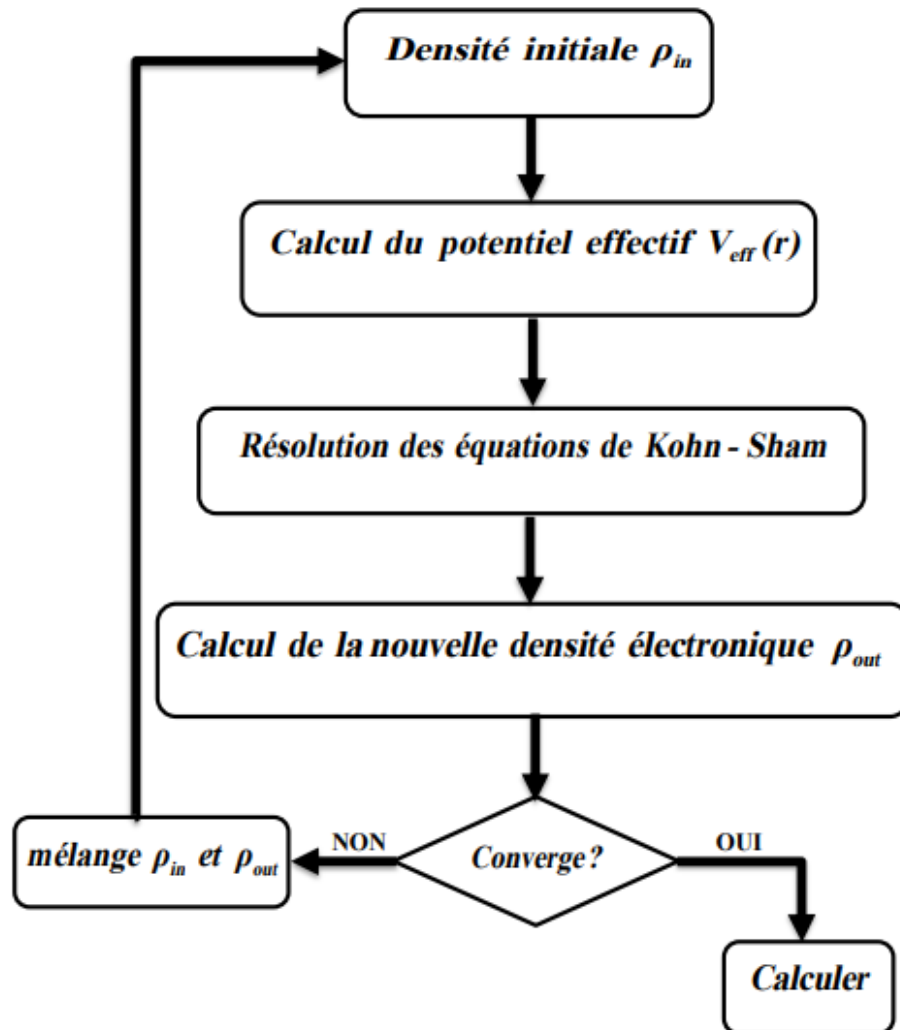 Densité initiale ρin
Calcul du potentiel effectif Veff (r)
Résolution des équations de Kohn - Sham
Calcul de la nouvelle densité électronique ρout
mélange ρin et ρout
NON
Converge ?
OUI
Calculer